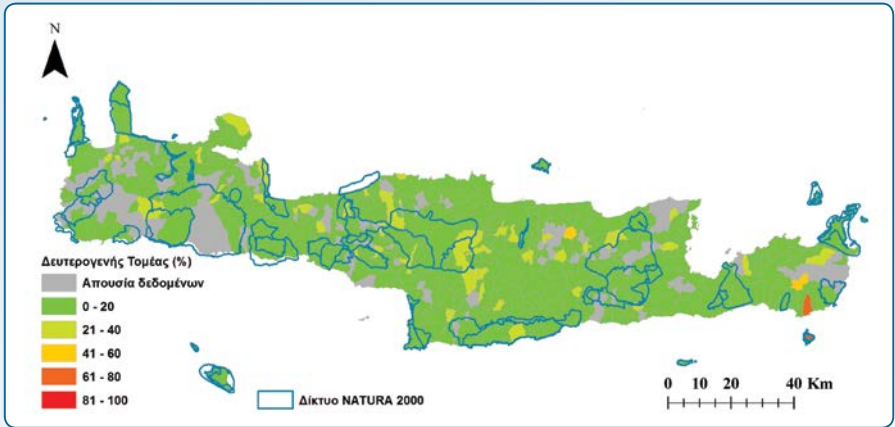 N
Δευτερογενής Τομέας (%)
Απουσία δεδομένων
0 - 20
21 - 40
41 - 60
61 - 80
81 - 100
Δίκτυο NATURA 2000
0 10 20 40 Km